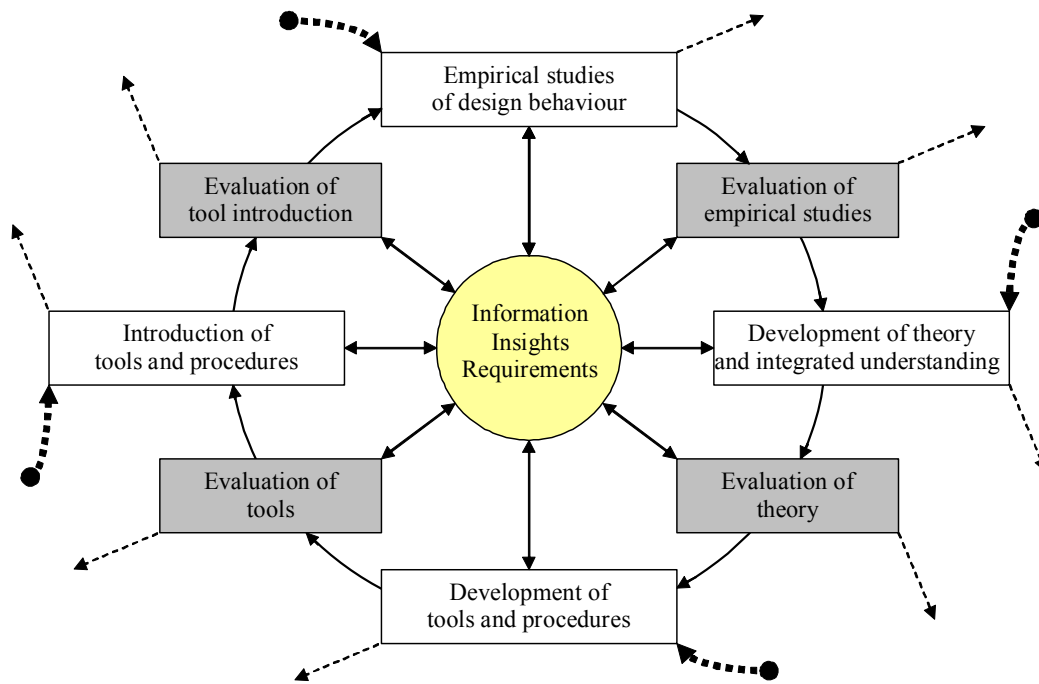 Empirical studies
of design behaviour
Evaluation of
tool introduction
Evaluation of
empirical studies
Information
Insights
Requirements
Introduction of
tools and procedures
Development of theory
and integrated understanding
Evaluation of
tools
Evaluation of
theory
Development of
tools and procedures